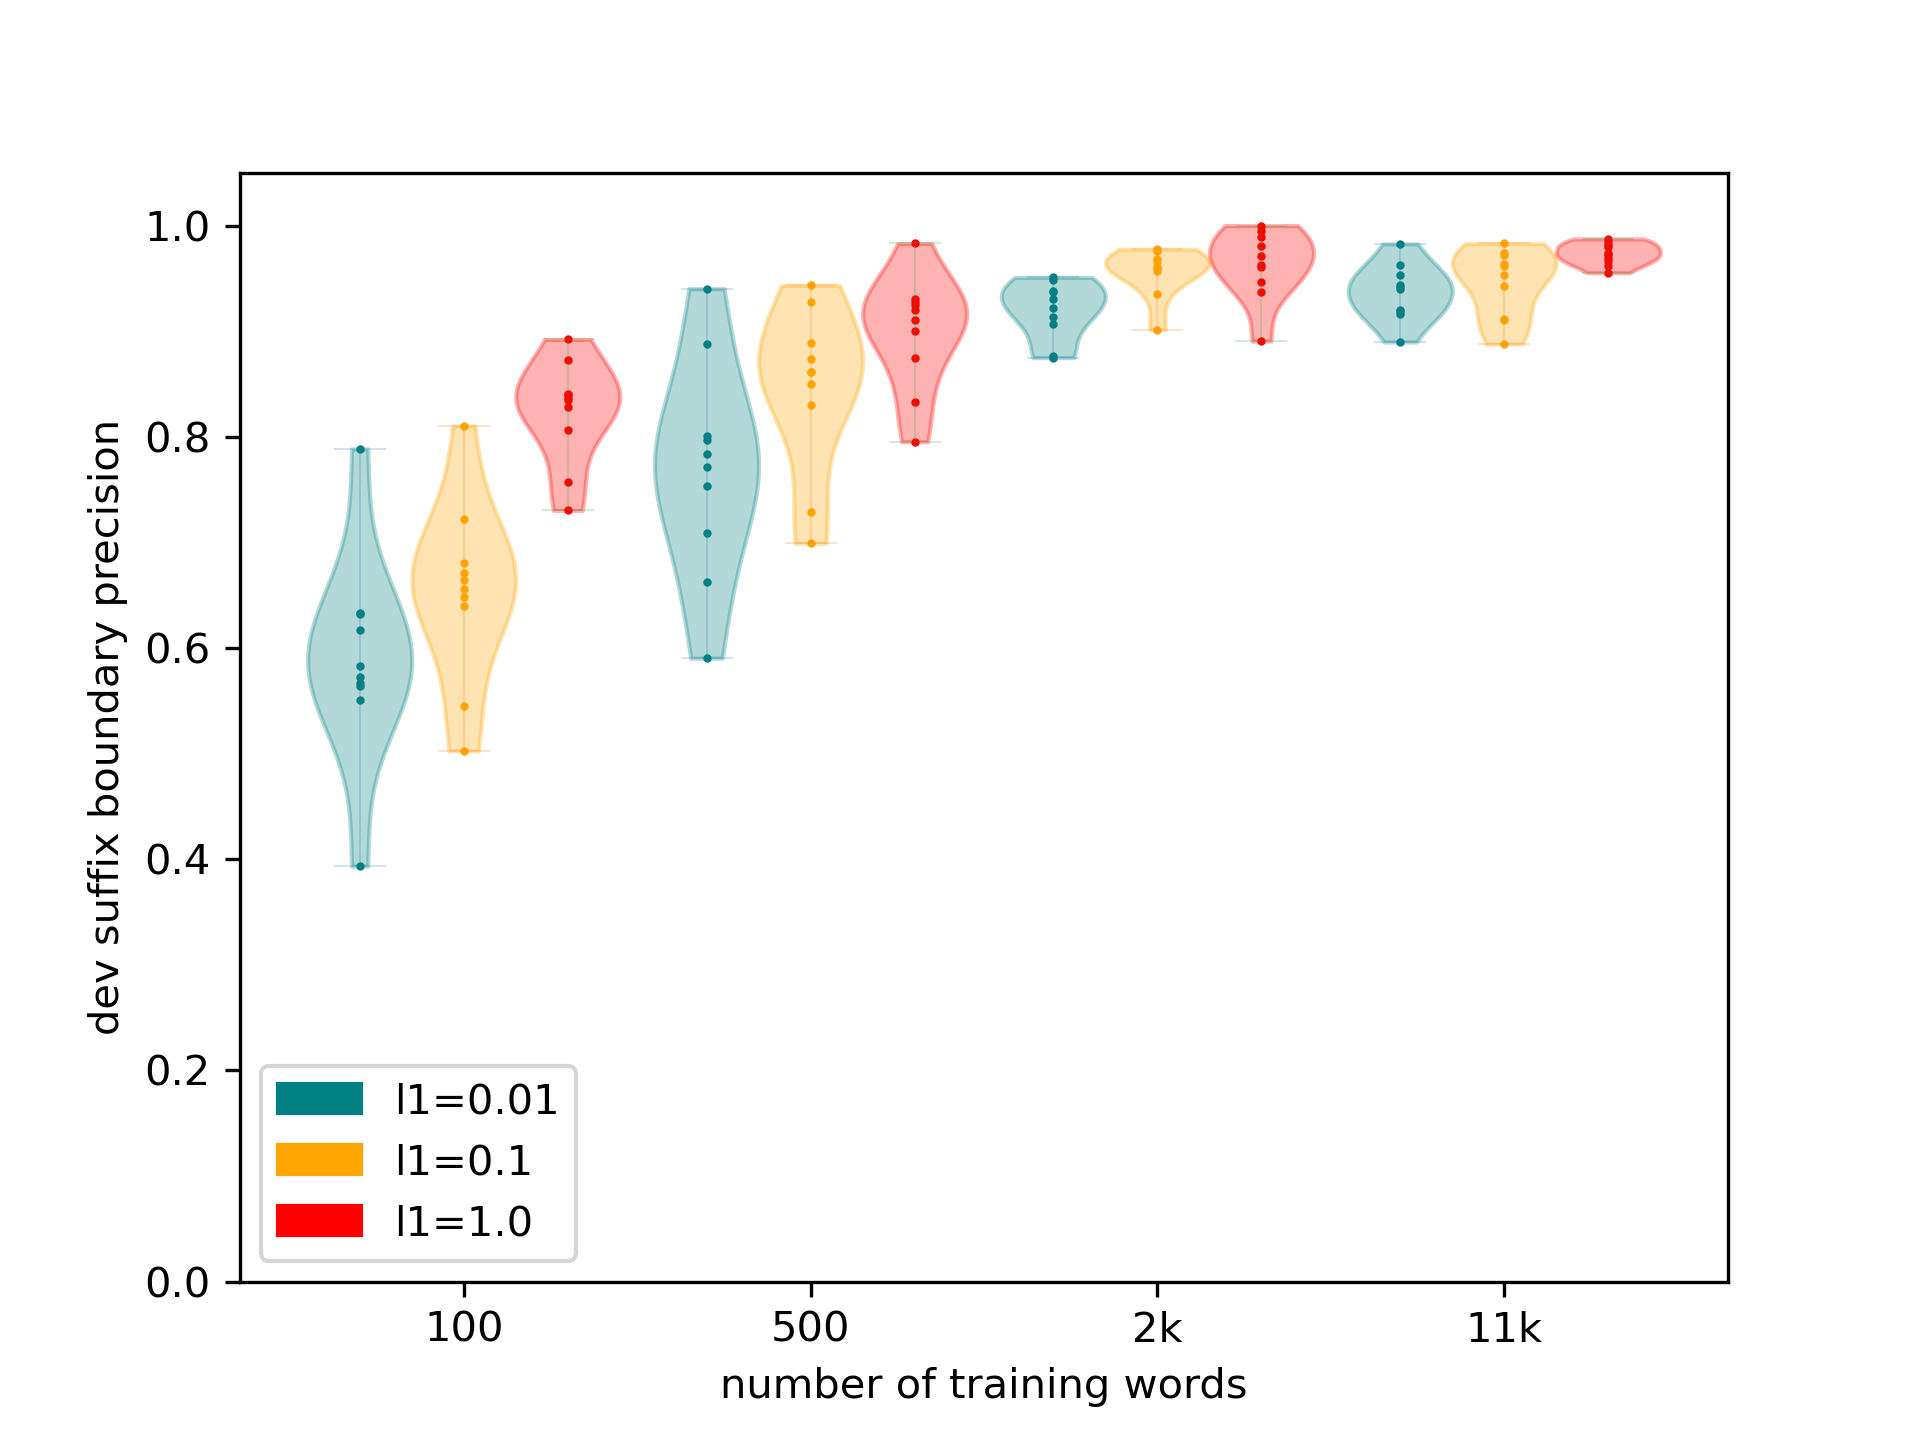 dev suffix boundary precision
1.0
0.8
0.6
0.4
0.2
0.0
l1=0.01
l1=0.1
l1=1.0
100 500 2k 11k
number of training words